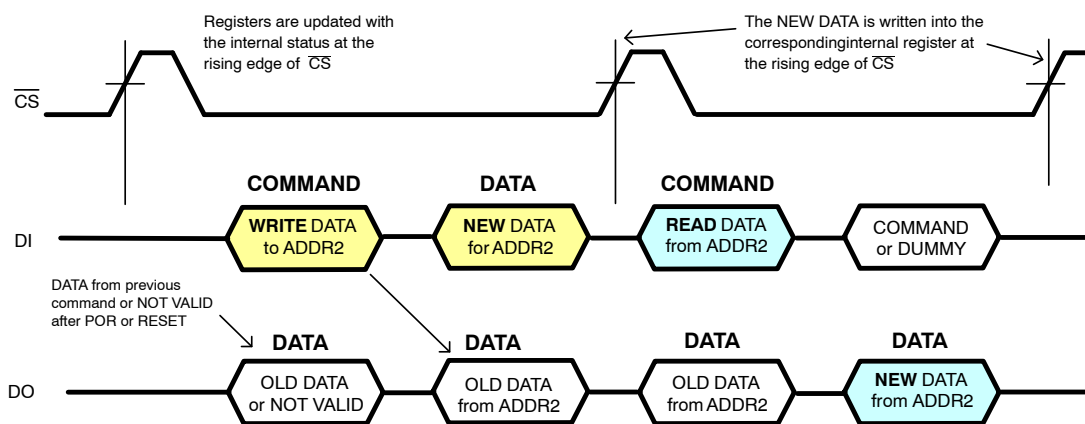 Registers are updated with
the internal status at the
rising edge of CS
The NEW DATA is written into the
correspondinginternal register at
the rising edge of CS
CS
COMMAND
DATA
COMMAND
DI
WRITE DATA
to ADDR2
NEW DATA
for ADDR2
READ DATA
from ADDR2
COMMAND
or DUMMY
DATA from previous
command or NOT VALID
after POR or RESET
DATA
DATA
DATA
DATA
DO
OLD DATA
or NOT VALID
OLD DATA
from ADDR2
OLD DATA
from ADDR2
NEW DATA
from ADDR2